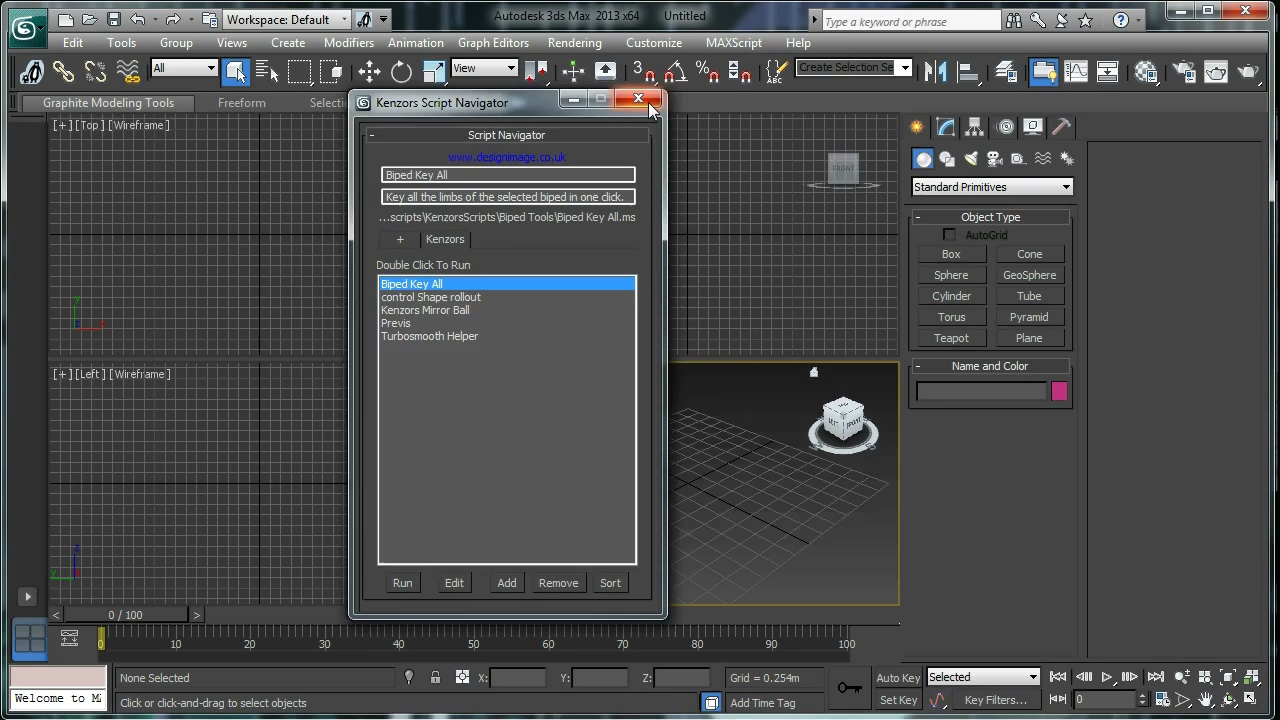 Workspace: Default
Autodesk 3ds Max 2013 x64 Untitled
Type a keyword or phrase
Edit Tools Group Views Create Modifiers Animation Graph Editors Rendering Customize MAXScript Help
All
View
3
%
ABC
Create Selection Se
Graphite Modeling Tools Freeform Selecti
Kenzors Script Navigator
[+] [Top] [Wireframe]
FRONT
- Script Navigator
www.designimage.co.uk
Biped Key All
Key all the limbs of the selected biped in one click.
...scripts\KenzorsScripts\Biped Tools\Biped Key All.ms
+ Kenzors
Double Click To Run
Biped Key All
control Shape rollout
Kenzors Mirror Ball
Previs
Turbosmooth Helper
Run Edit Add Remove Sort
Standard Primitives
- Object Type
AutoGrid
Box Cone
Sphere GeoSphere
Cylinder Tube
Torus Pyramid
Teapot Plane
- Name and Color
[+] [Left] [Wireframe]
y
x
z
y
< 0 / 100 >
0 10 20 30 40 50 60 70 80 90 100
None Selected
X: Y: Z:
Grid = 0.254m
Auto Key
Selected
Welcome to M
Click or click-and-drag to select objects
Add Time Tag
Set Key
Key Filters...
0